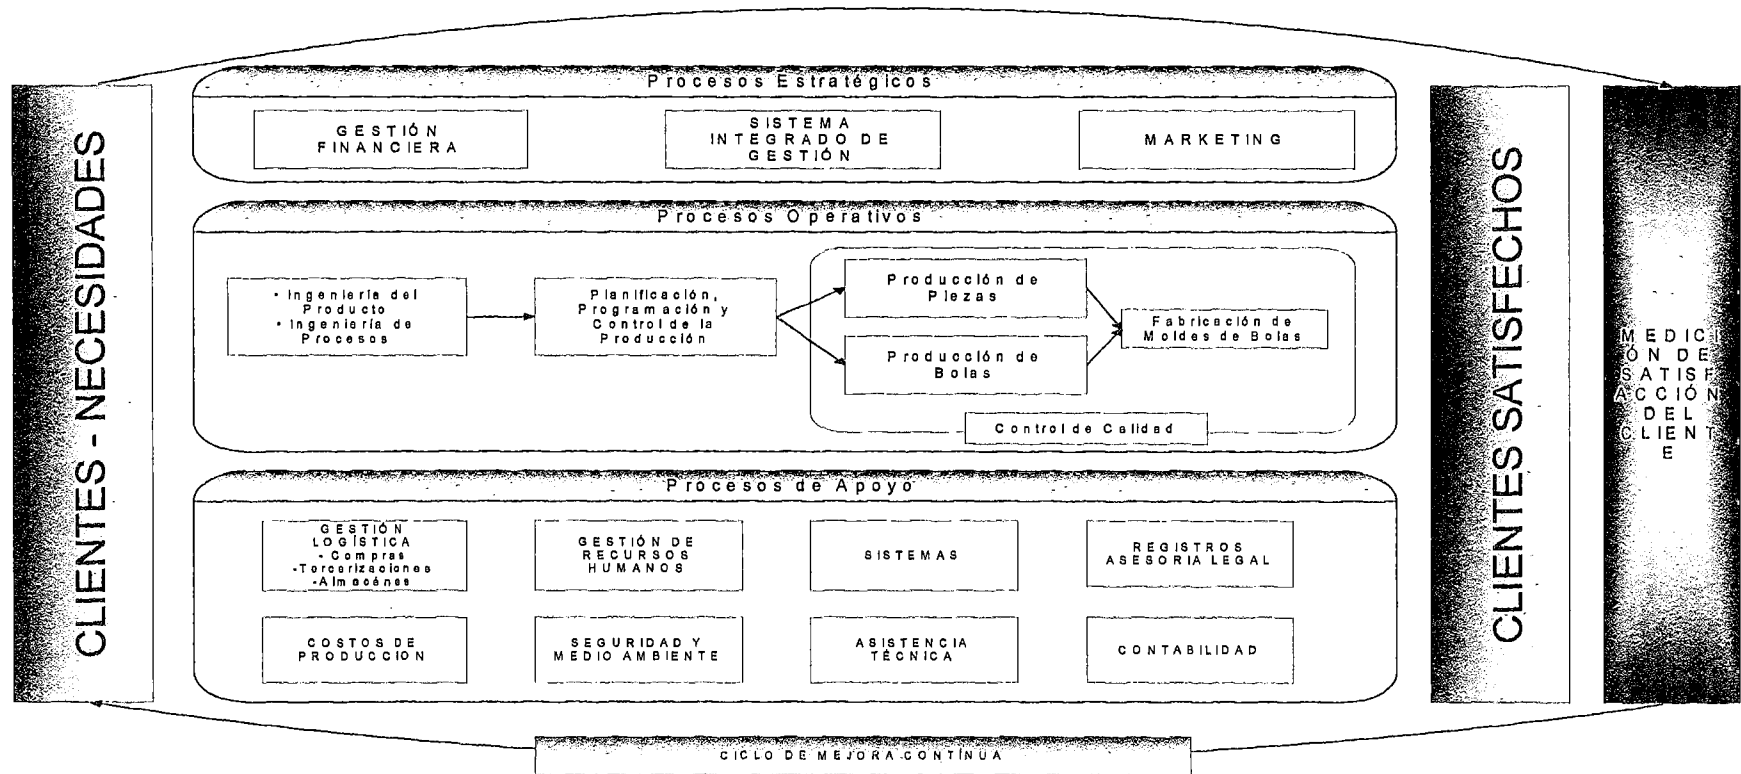 CLIENTES - NECESIDADES
Procesos Estratégicos
GESTIÓN
FINANCIERA
SISTEMA
INTEGRADO DE
GESTIÓN
MARKETING
Procesos Operativos
• Ingeniería del
Producto
• Ingeniería de
Procesos
Planificación,
Programación y
Control de la
Producción
Producción de
Piezas
Producción de
Bolas
Fabricación de
Moldes de Bolas
Control de Calidad
Procesos de Apoyo
GESTIÓN
LOGÍSTICA
- Compras
-Tercerizaciones
-Almacénes
GESTIÓN DE
RECURSOS
HUMANOS
SISTEMAS
REGISTROS
ASESORIA LEGAL
COSTOS DE
PRODUCCION
SEGURIDAD Y
MEDIO AMBIENTE
ASISTENCIA
TÉCNICA
CONTABILIDAD
CLIENTES SATISFECHOS
MEDICI
ÓN DE
SATISF
ACCIÓN
DEL
CLIENT
E
CICLO DE MEJORA CONTÍNUA